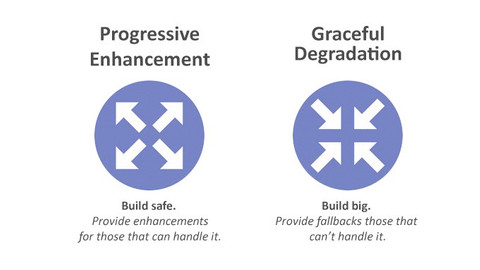 Progressive
Enhancement
Build safe.
Provide enhancements
for those that can handle it.
Graceful
Degradation
Build big.
Provide fallbacks those that
can't handle it.